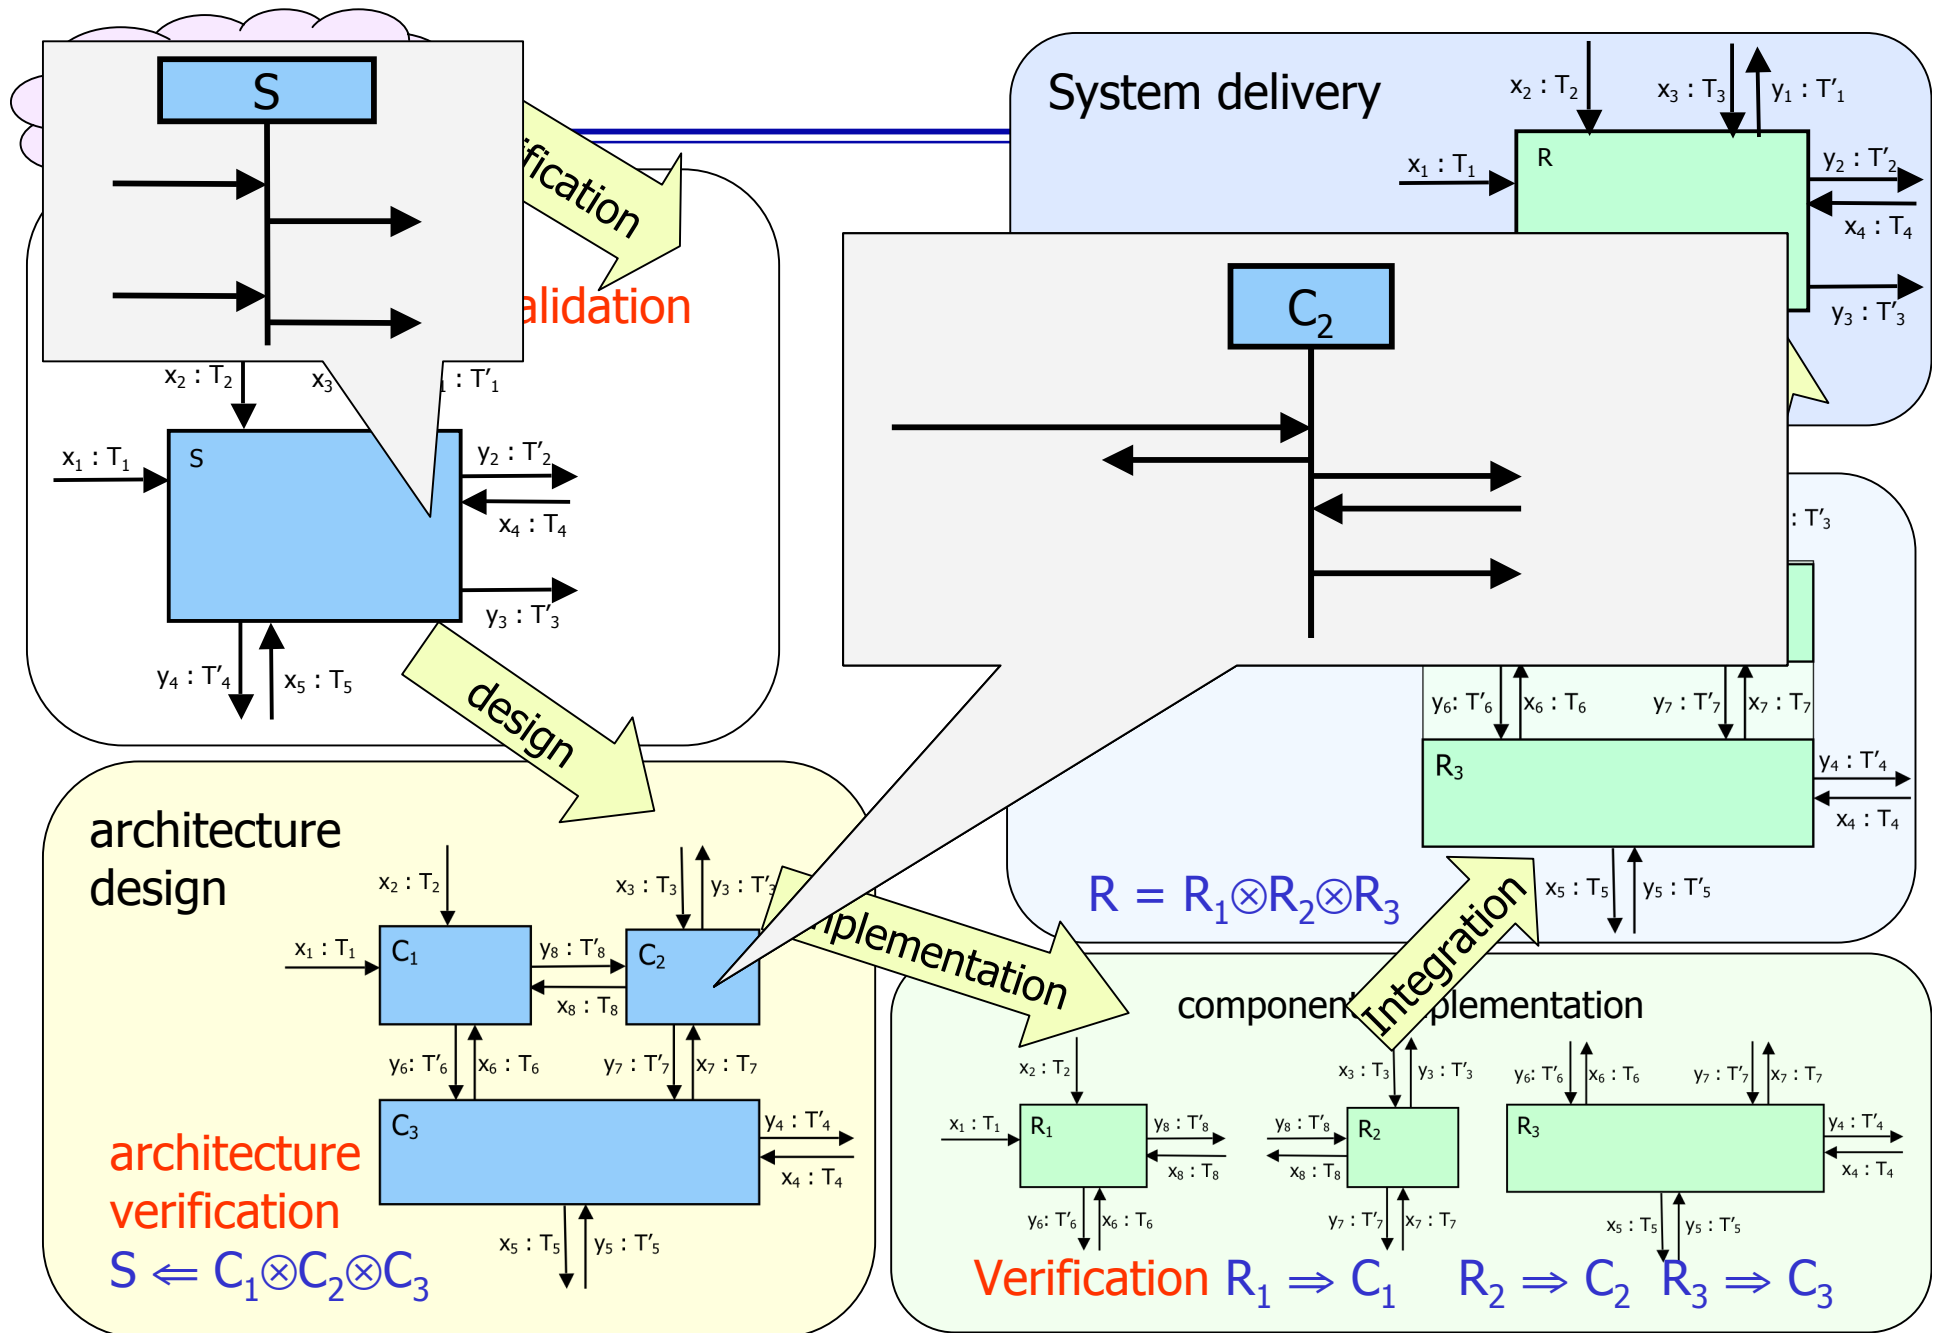 S
ification
alidation
x₂ : T₂
x₃
₁ : T′₁
x₁ : T₁
S
y₂ : T′₂
x₄ : T₄
y₃ : T′₃
y₄ : T′₄
x₅ : T₅
design
System delivery
x₂ : T₂
x₃ : T₃
y₁ : T′₁
x₁ : T₁
R
y₂ : T′₂
x₄ : T₄
y₃ : T′₃
C₂
: T′₃
y₆: T′₆
x₆ : T₆
y₇ : T′₇
x₇ : T₇
R₃
y₄ : T′₄
x₄ : T₄
x₅ : T₅
y₅ : T′₅
R = R₁⊗R₂⊗R₃
Integration
architecture
design
x₂ : T₂
x₃ : T₃
y₃ : T′₃
x₁ : T₁
C₁
y₈ : T′₈
x₈ : T₈
C₂
y₆: T′₆
x₆ : T₆
y₇ : T′₇
x₇ : T₇
C₃
y₄ : T′₄
x₄ : T₄
x₅ : T₅
y₅ : T′₅
architecture
verification
S ⇐ C₁⊗C₂⊗C₃
mplementation
component implementation
x₂ : T₂
x₁ : T₁
R₁
y₈ : T′₈
x₈ : T₈
y₆: T′₆
x₆ : T₆
x₃ : T₃
y₃ : T′₃
y₈ : T′₈
x₈ : T₈
R₂
y₇ : T′₇
x₇ : T₇
y₆: T′₆
x₆ : T₆
y₇ : T′₇
x₇ : T₇
R₃
y₄ : T′₄
x₄ : T₄
x₅ : T₅
y₅ : T′₅
Verification R₁ ⇒ C₁ R₂ ⇒ C₂ R₃ ⇒ C₃